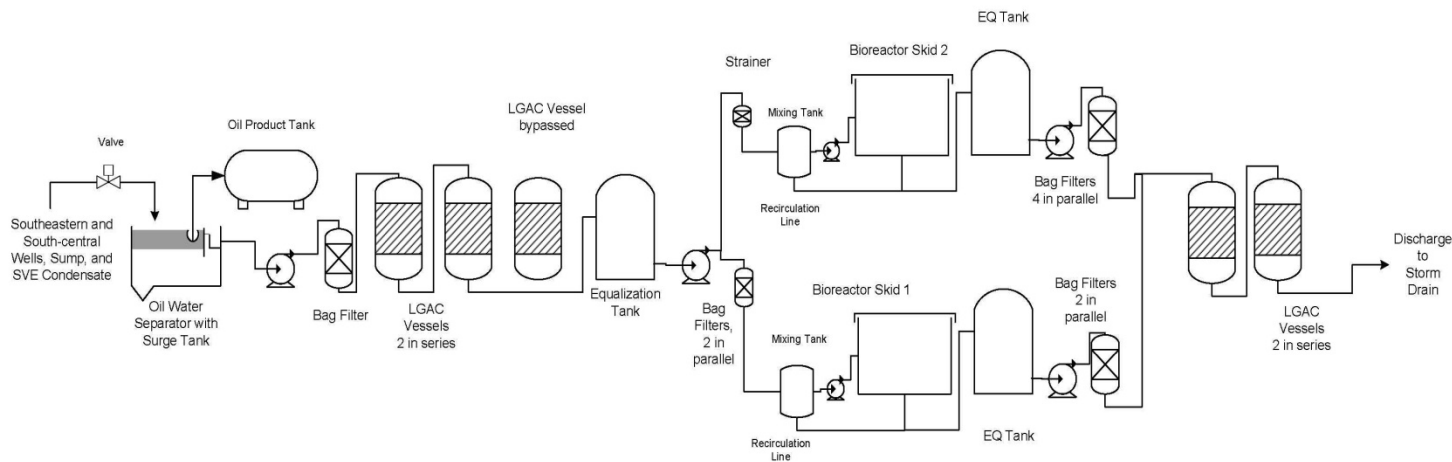 Valve
Southeastern and
South-central
Wells, Sump, and
SVE Condensate
Oil Product Tank
Oil Water
Separator with
Surge Tank
Bag Filter
LGAC
Vessels
2 in series
LGAC Vessel
bypassed
Equalization
Tank
Strainer
Mixing Tank
Bioreactor Skid 2
EQ Tank
Recirculation
Line
Bag Filters
4 in parallel
Bag
Filters,
2 in
parallel
Mixing Tank
Bioreactor Skid 1
Recirculation
Line
EQ Tank
Bag Filters
2 in
parallel
LGAC
Vessels
2 in series
Discharge
to
Storm
Drain